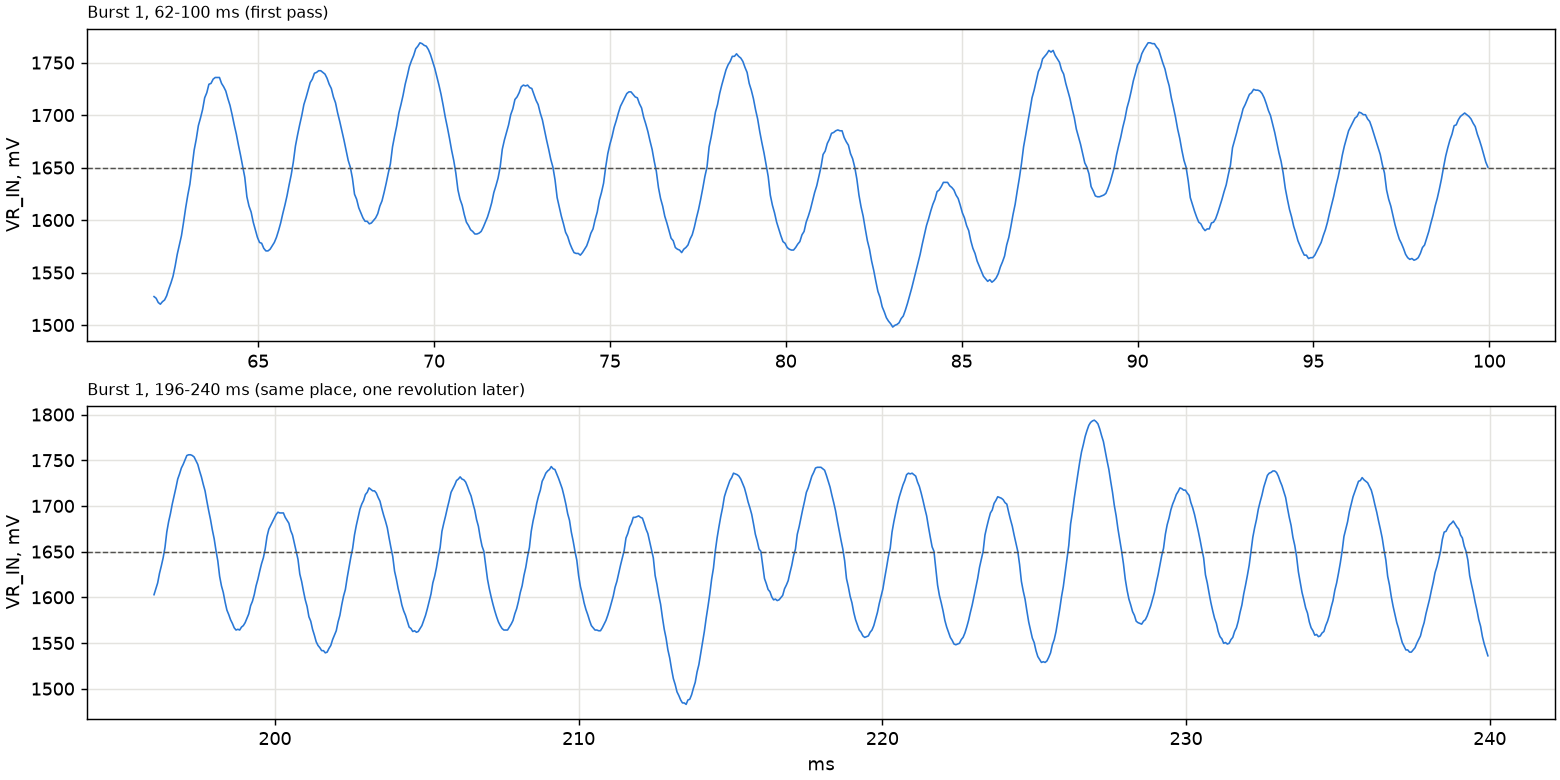 Burst 1, 62-100 ms (first pass)
VR_IN, mV
1750
1700
1650
1600
1550
1500
65 70 75 80 85 90 95 100
Burst 1, 196-240 ms (same place, one revolution later)
VR_IN, mV
1800
1750
1700
1650
1600
1550
1500
200 210 220 230 240
ms